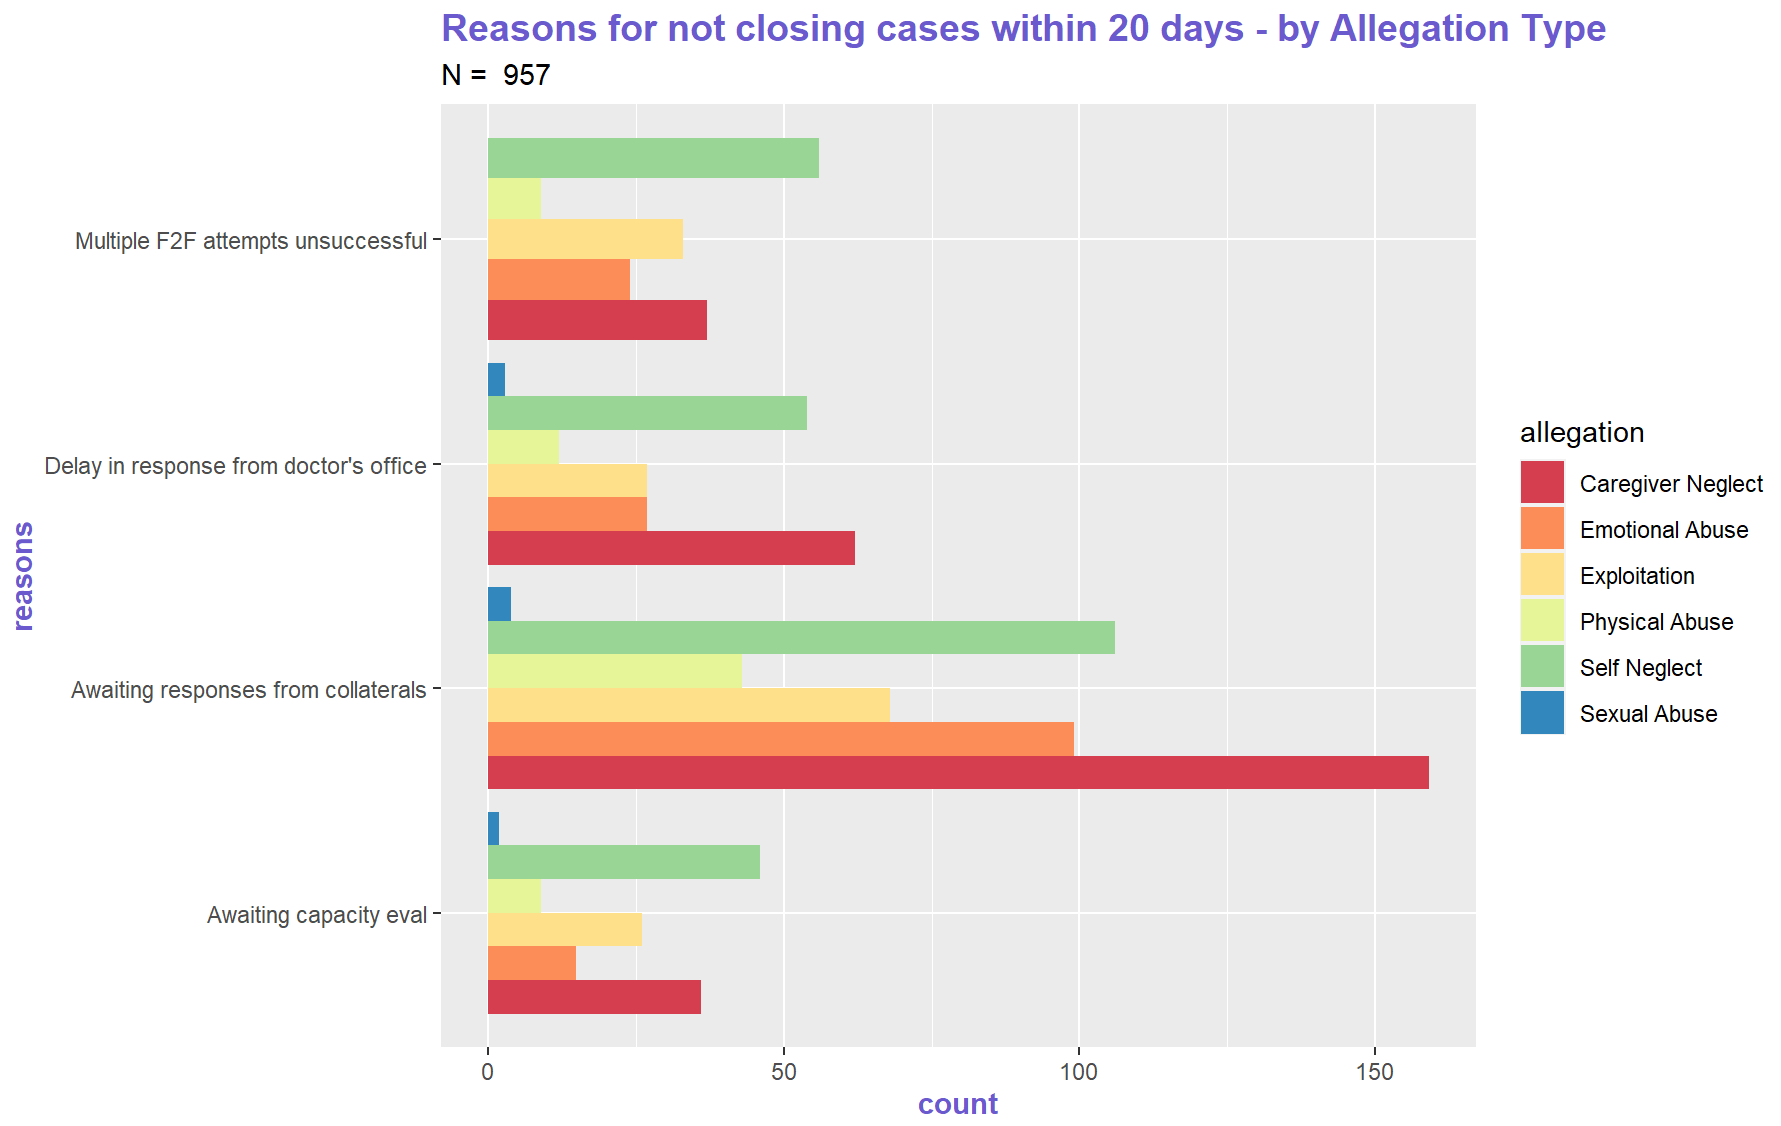 Reasons for not closing cases within 20 days - by Allegation Type
N =  957
Multiple F2F attempts unsuccessful
Delay in response from doctor's office
Awaiting responses from collaterals
Awaiting capacity eval
reasons
0 50 100 150
count
allegation
Caregiver Neglect
Emotional Abuse
Exploitation
Physical Abuse
Self Neglect
Sexual Abuse